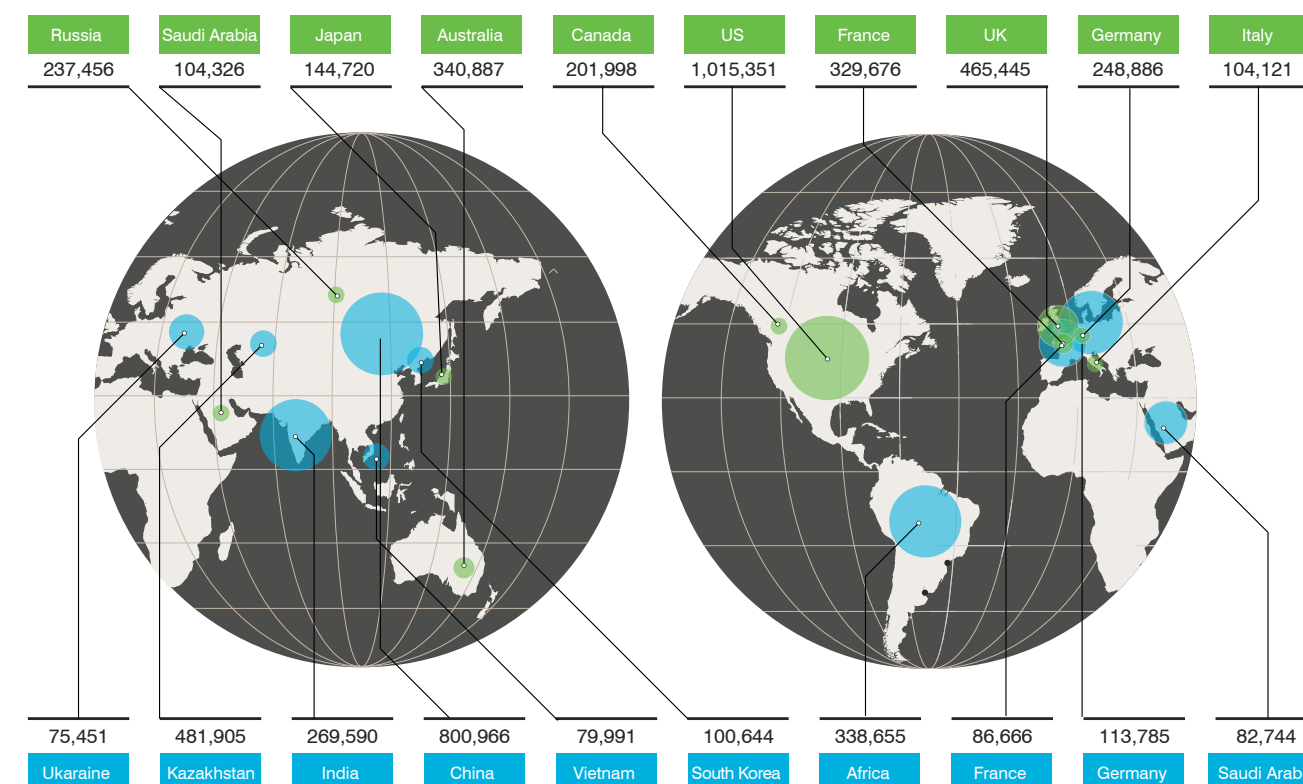 Russia Saudi Arabia Japan Australia Canada US France UK Germany Italy
237,456 104,326 144,720 340,887 201,998 1,015,351 329,676 465,445 248,886 104,121
75,451 481,905 269,590 800,966 79,991 100,644 338,655 86,666 113,785 82,744
Ukaraine Kazakhstan India China Vietnam South Korea Africa France Germany Saudi Arab